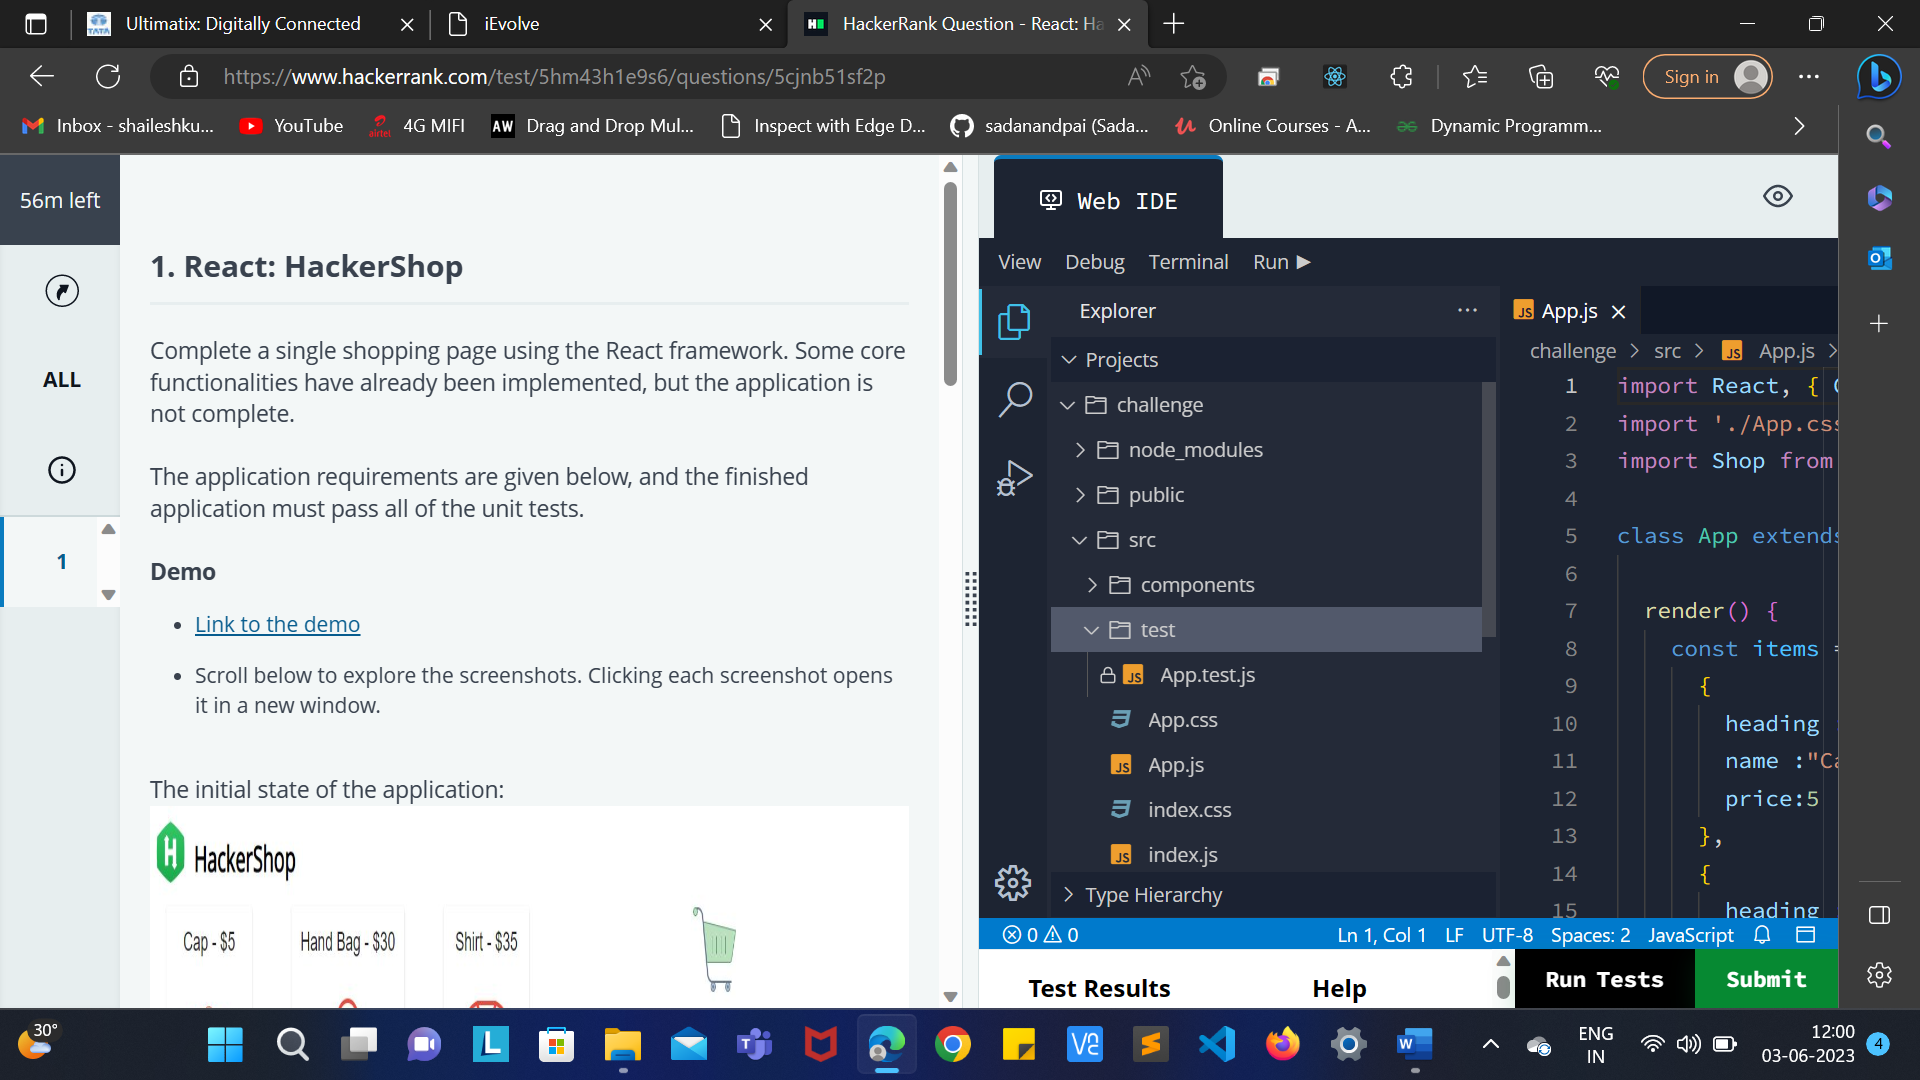 Ultimatix: Digitally Connected
iEvolve
HackerRank Question - React: Ha
https://www.hackerrank.com/test/5hm43h1e9s6/questions/5cjnb51sf2p
Sign in
Inbox - shaileshku...
YouTube
airtel
4G MIFI
AW
Drag and Drop Mul...
Inspect with Edge D...
sadanandpai (Sada...
Online Courses - A...
Dynamic Programm...
56m left
ALL
1
1. React: HackerShop
Complete a single shopping page using the React framework. Some core
functionalities have already been implemented, but the application is
not complete.
The application requirements are given below, and the finished
application must pass all of the unit tests.
Demo
• Link to the demo
• Scroll below to explore the screenshots. Clicking each screenshot opens
it in a new window.
The initial state of the application:
HackerShop
Cap - $5
Hand Bag - $30
Shirt - $35
Web IDE
View Debug Terminal Run
Explorer
Projects
challenge
node_modules
public
src
components
test
App.test.js
App.css
App.js
index.css
index.js
Type Hierarchy
App.js
challenge > src > App.js >
1 import React, {
2 import './App.css
3 import Shop from
4
5 class App extends
6
7 render() {
8 const items =
9 {
10 heading
11 name :"Ca
12 price:5
13 },
14 {
15 heading
0 0
Ln 1, Col 1 LF UTF-8 Spaces: 2 JavaScript
Test Results
Help
Run Tests
Submit
30°
ENG
IN
12:00
03-06-2023
4